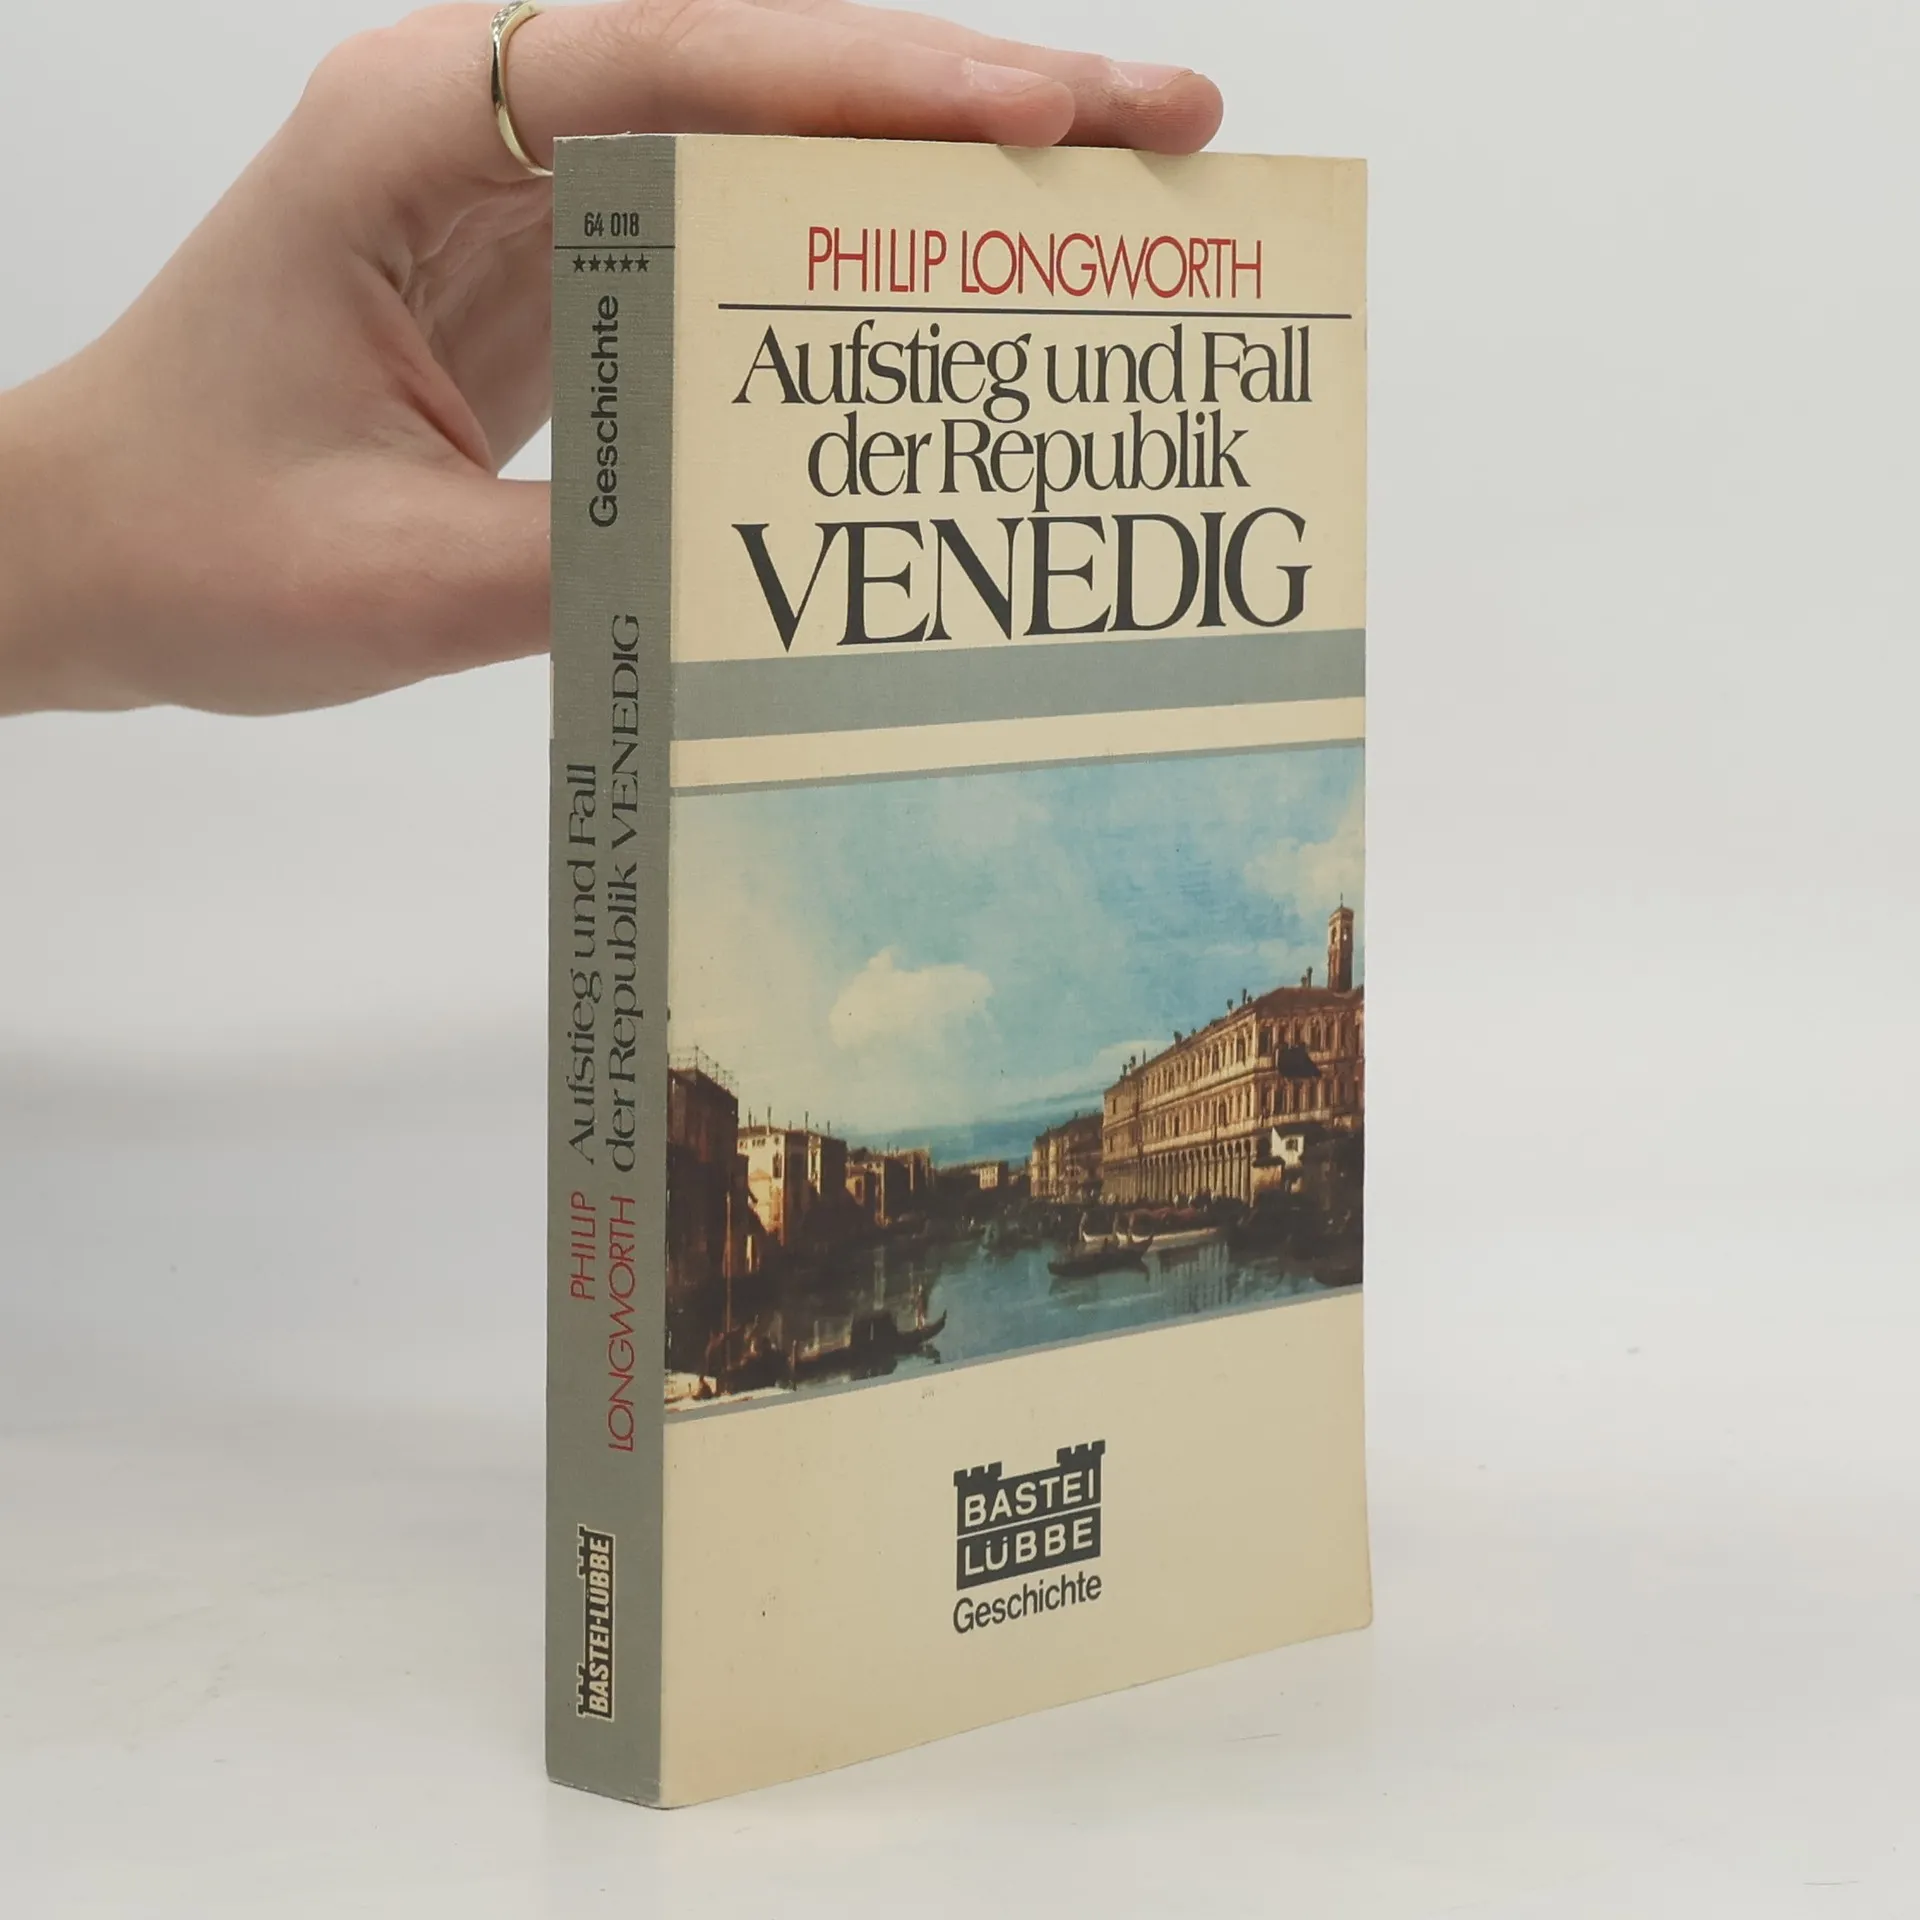 64 018
★★★★★
Geschichte
PHILIP
LONGWORTH
Aufstieg und Fall
der Republik VENEDIG
BASTEI-LÜBBE
PHILIP LONGWORTH
Aufstieg und Fall
der Republik
VENEDIG
BASTEI
LÜBBE
Geschichte